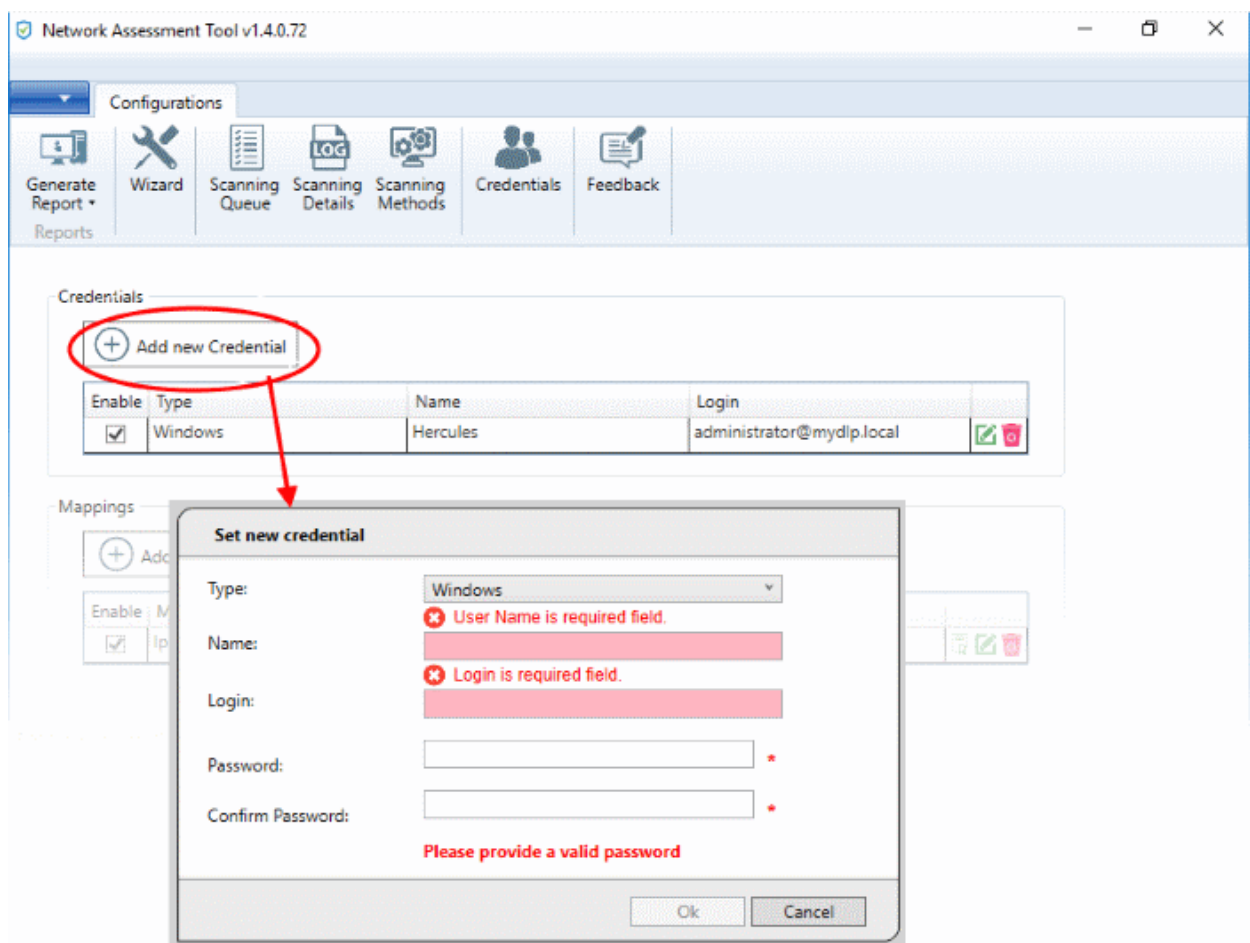 Network Assessment Tool v1.4.0.72
Configurations
Generate Report
Wizard
Scanning Queue
Scanning Details
LOG
Scanning Methods
Credentials
Feedback
Reports
Credentials
Add new Credential
Enable Type Name Login
Windows Hercules administrator@mydlp.local
Mappings
Enable
Set new credential
Type: Windows
User Name is required field.
Name:
Login is required field.
Login:
Password: *
Confirm Password: *
Please provide a valid password
Ok Cancel